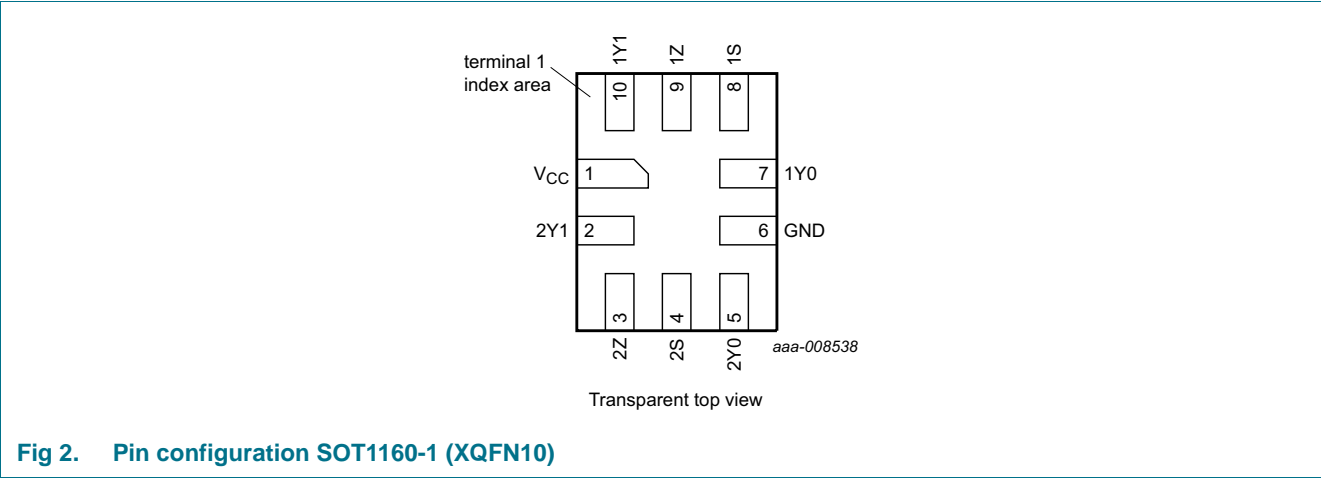 terminal 1
index area
1Y1
1Z
1S
10
9
8
V_CC 1
7 1Y0
2Y1 2
6 GND
3
4
5
2Z
2S
2Y0
aaa-008538
Transparent top view
Fig 2. Pin configuration SOT1160-1 (XQFN10)